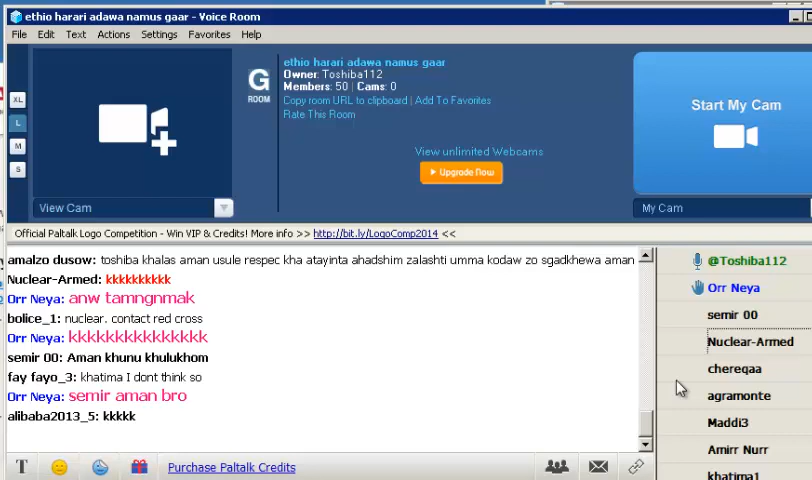 ethio harari adawa namus gaar - Voice Room
File Edit Text Actions Settings Favorites Help
XL
L
M
S
View Cam
G
ROOM
ethio harari adawa namus gaar
Owner: Toshiba112
Members: 50 | Cams: 0
Copy room URL to clipboard | Add To Favorites
Rate This Room
View unlimited Webcams
Upgrade Now
Start My Cam
My Cam
Official Paltalk Logo Competition - Win VIP & Credits! More info >> http://bit.ly/LogoComp2014 <<
amalzo dusow: toshiba khalas aman usule respec kha atayinta ahadshim zalashti umma kodaw zo sgadkhewa aman
Nuclear-Armed: kkkkkkkkkk
Orr Neya: anw tamngnmak
bolice_1: nuclear. contact red cross
Orr Neya: kkkkkkkkkkkkkkk
semir 00: Aman khunu khulukhom
fay fayo_3: khatima I dont think so
Orr Neya: semir aman bro
alibaba2013_5: kkkkk
@Toshiba112
Orr Neya
semir 00
Nuclear-Armed
chereqaa
agramonte
Maddi3
Amirr Nurr
khatima1
T
Purchase Paltalk Credits